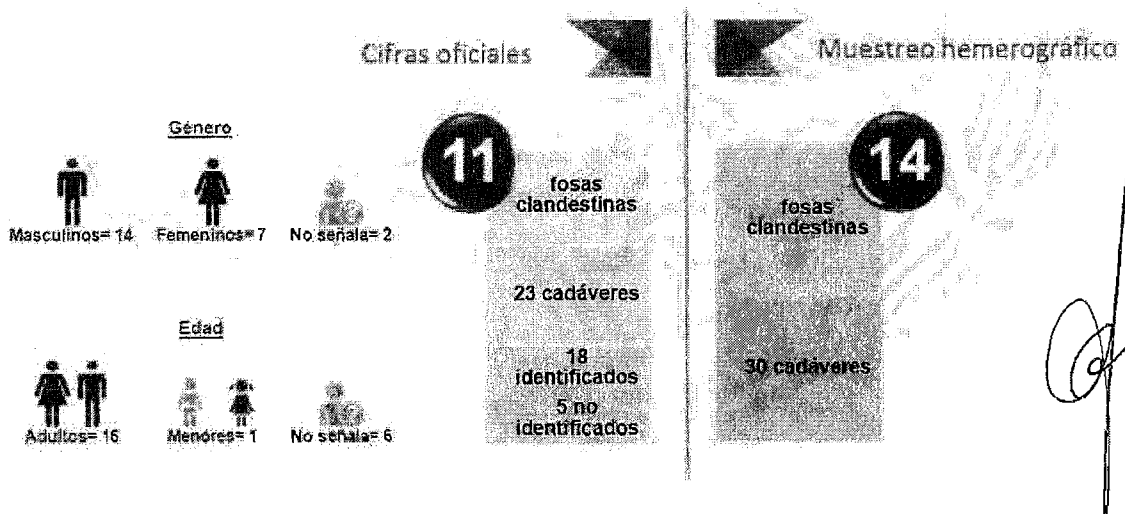 Cifras oficiales
Muestreo hemerográfico
Género
Masculinos= 14
Femeninos= 7
No señala= 2
Edad
Adultos= 16
Menores= 1
No señala= 6
11
fosas
clandestinas
23 cadáveres
18
identificados
5 no
identificados
14
fosas
clandestinas
30 cadáveres